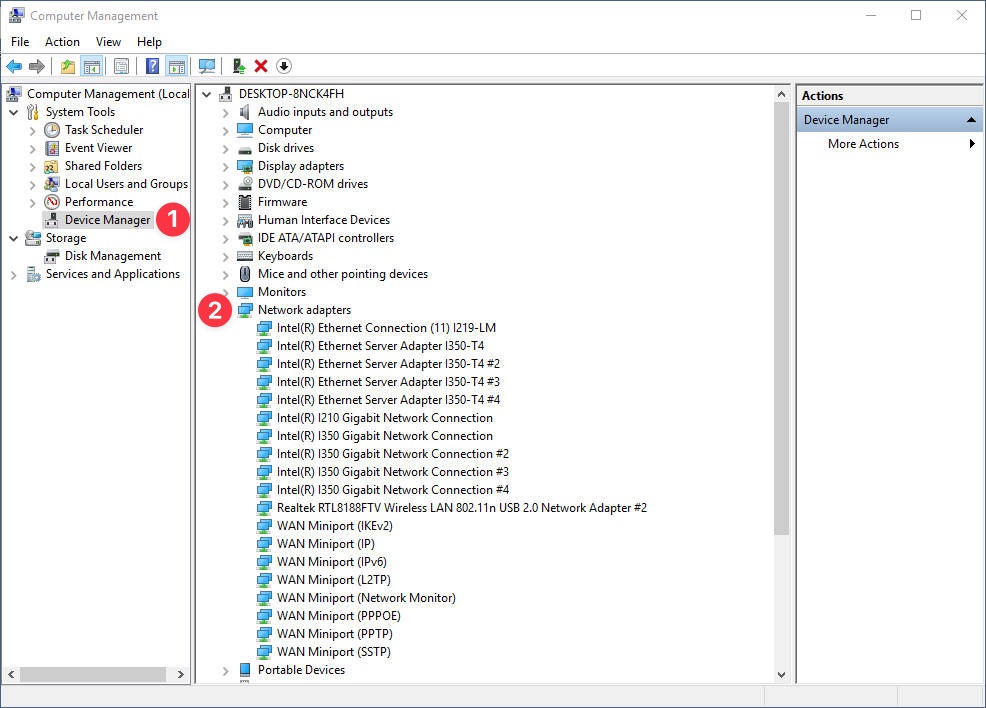 Computer Management
File Action View Help
Computer Management (Local
System Tools
Task Scheduler
Event Viewer
Shared Folders
Local Users and Groups
Performance
Device Manager
1
Storage
Disk Management
Services and Applications
DESKTOP-8NCK4FH
Audio inputs and outputs
Computer
Disk drives
Display adapters
DVD/CD-ROM drives
Firmware
Human Interface Devices
IDE ATA/ATAPI controllers
Keyboards
Mice and other pointing devices
Monitors
2
Network adapters
Intel(R) Ethernet Connection (11) I219-LM
Intel(R) Ethernet Server Adapter I350-T4
Intel(R) Ethernet Server Adapter I350-T4 #2
Intel(R) Ethernet Server Adapter I350-T4 #3
Intel(R) Ethernet Server Adapter I350-T4 #4
Intel(R) I210 Gigabit Network Connection
Intel(R) I350 Gigabit Network Connection
Intel(R) I350 Gigabit Network Connection #2
Intel(R) I350 Gigabit Network Connection #3
Intel(R) I350 Gigabit Network Connection #4
Realtek RTL8188FTV Wireless LAN 802.11n USB 2.0 Network Adapter #2
WAN Miniport (IKEv2)
WAN Miniport (IP)
WAN Miniport (IPv6)
WAN Miniport (L2TP)
WAN Miniport (Network Monitor)
WAN Miniport (PPPOE)
WAN Miniport (PPTP)
WAN Miniport (SSTP)
Portable Devices
Actions
Device Manager
More Actions